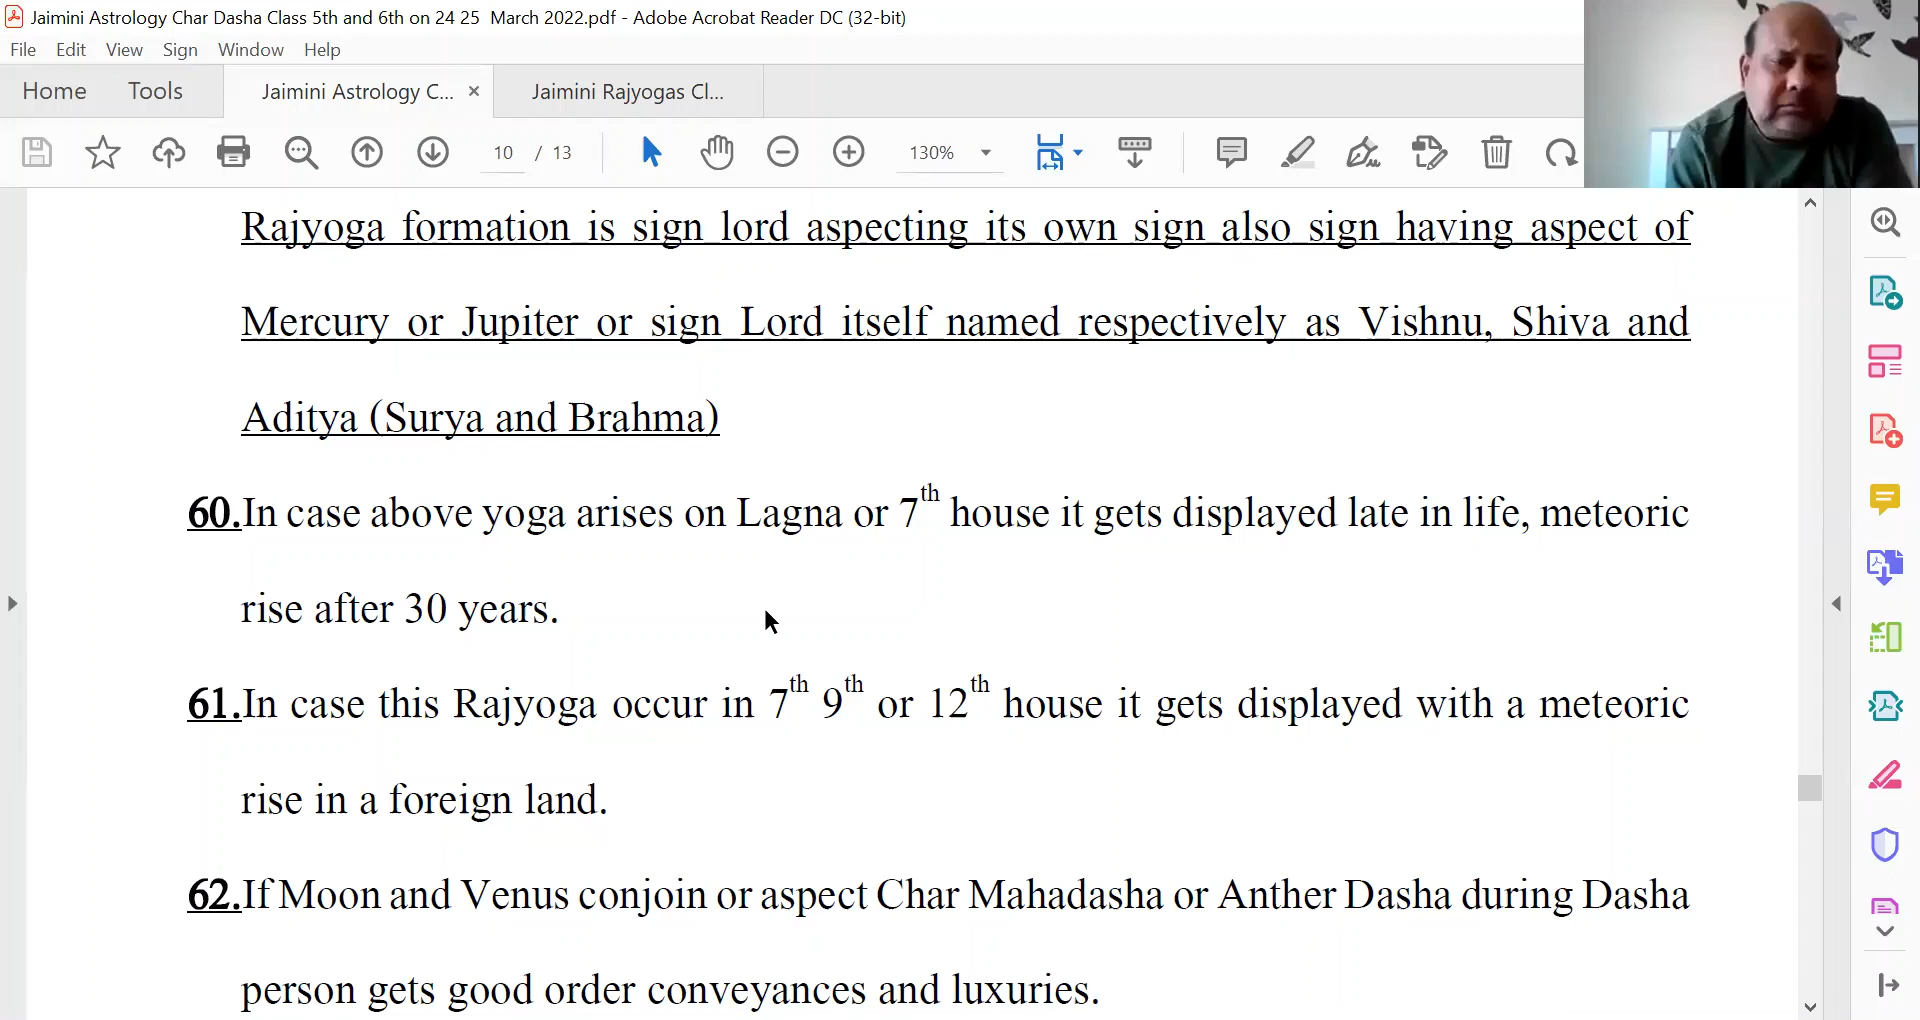 Jaimini Astrology Char Dasha Class 5th and 6th on 24 25 March 2022.pdf - Adobe Acrobat Reader DC (32-bit)
File Edit View Sign Window Help
Home Tools Jaimini Astrology C... × Jaimini Rajyogas Cl...
10 / 13 130%
Rajyoga formation is sign lord aspecting its own sign also sign having aspect of
Mercury or Jupiter or sign Lord itself named respectively as Vishnu, Shiva and
Aditya (Surya and Brahma)
60.In case above yoga arises on Lagna or 7th house it gets displayed late in life, meteoric
rise after 30 years.
61.In case this Rajyoga occur in 7th 9th or 12th house it gets displayed with a meteoric
rise in a foreign land.
62.If Moon and Venus conjoin or aspect Char Mahadasha or Anther Dasha during Dasha
person gets good order conveyances and luxuries.